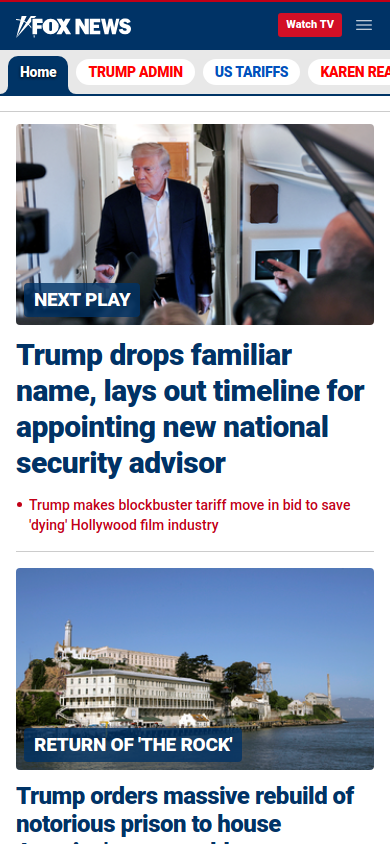 FOX NEWS
Watch TV
Home
TRUMP ADMIN
US TARIFFS
KAREN REA
NEXT PLAY
Trump drops familiar
name, lays out timeline for
appointing new national
security advisor
Trump makes blockbuster tariff move in bid to save
'dying' Hollywood film industry
RETURN OF 'THE ROCK'
Trump orders massive rebuild of
notorious prison to house